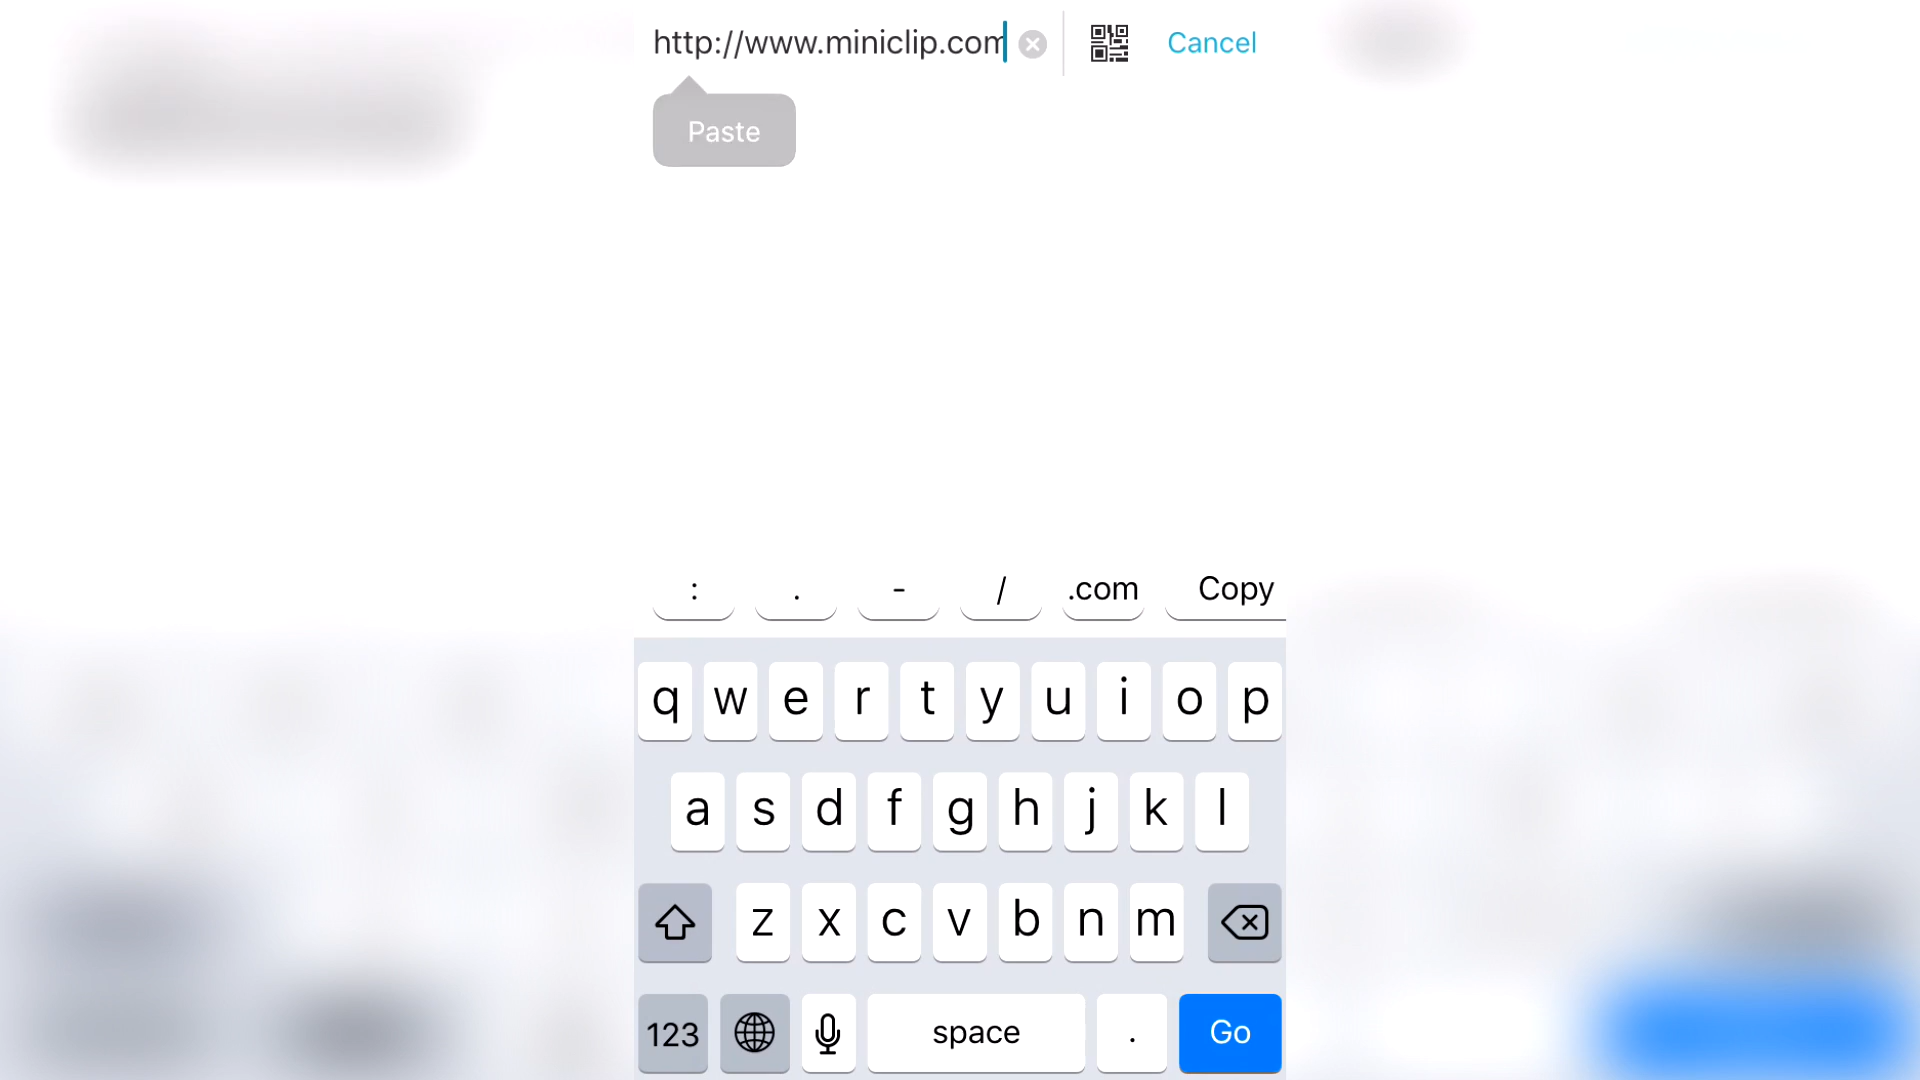 http://www.miniclip.com Cancel
Paste
: . - / .com Copy
q w e r t y u i o p
a s d f g h j k l
z x c v b n m
123 space . Go